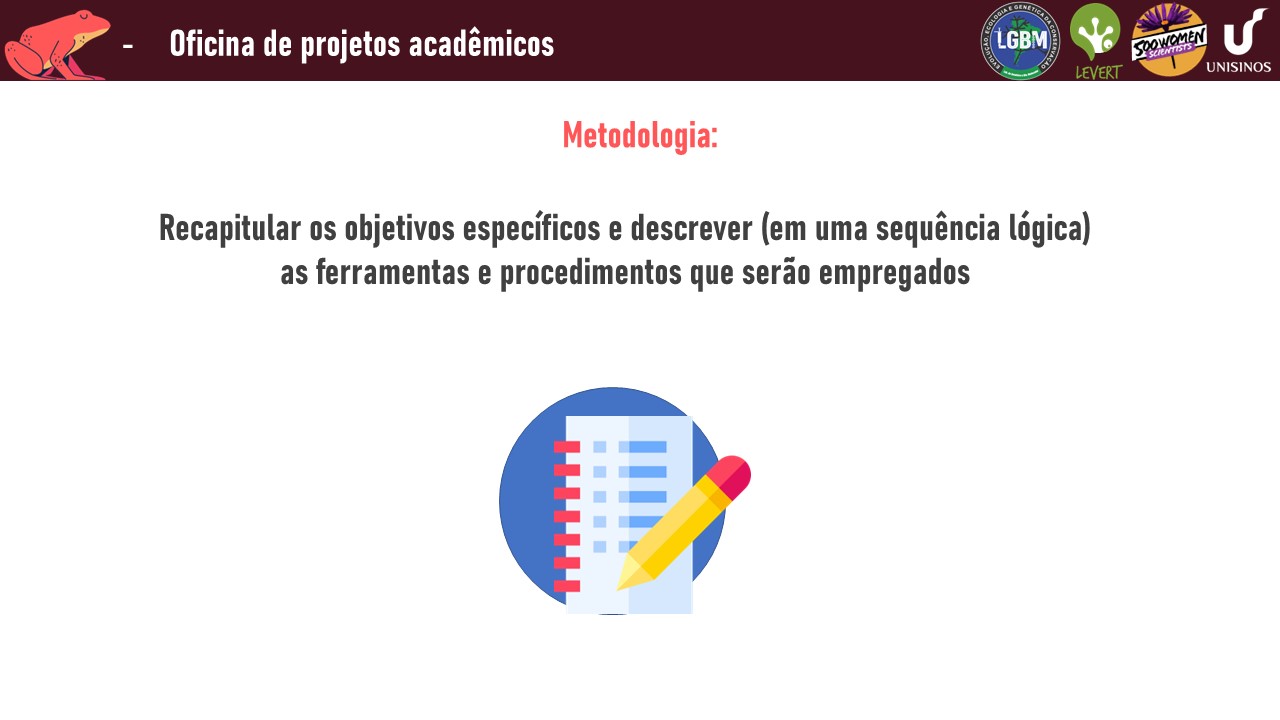 - Oficina de projetos acadêmicos
EVOLUÇÃO ECOLOGIA E GENÉTICA DA CONSERVAÇÃO
LGBM
LEVERT
500 WOMEN
SCIENTISTS
UNISINOS
Metodologia:
Recapitular os objetivos específicos e descrever (em uma sequência lógica)
as ferramentas e procedimentos que serão empregados